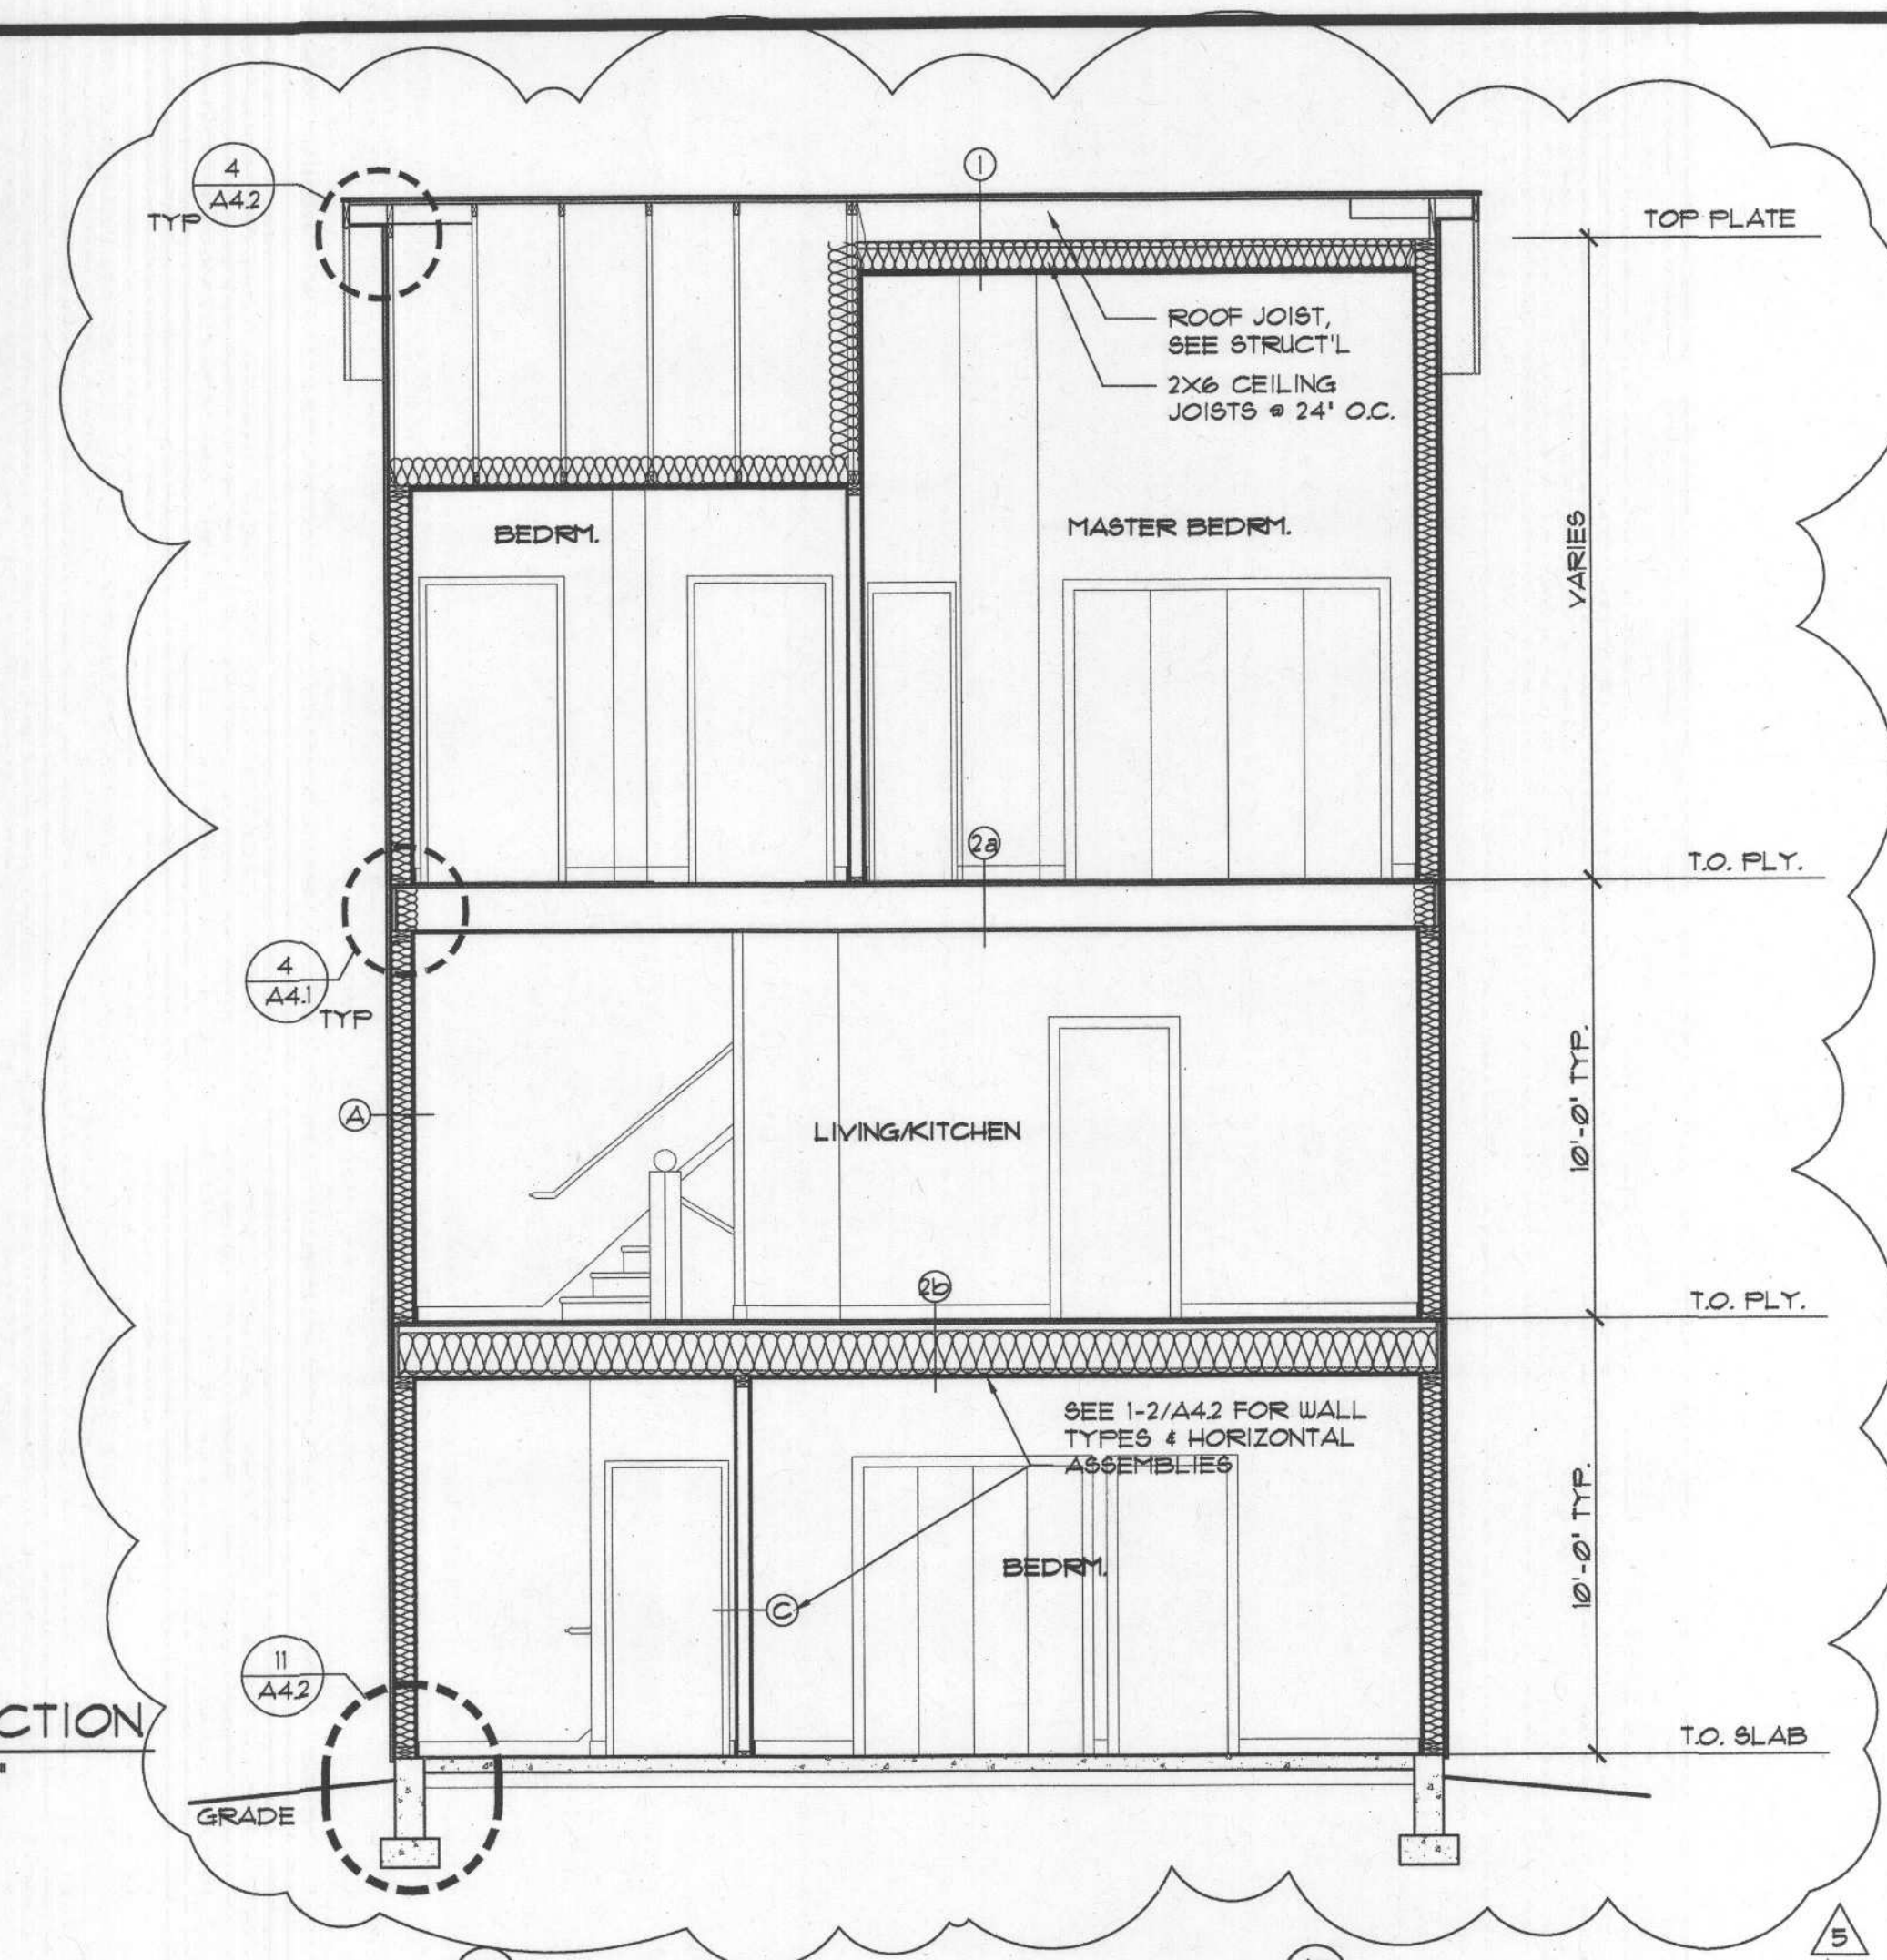 1
4
A4.2
TYP
TOP PLATE
ROOF JOIST,
SEE STRUCT'L
2X6 CEILING
JOISTS @ 24" O.C.
BEDRM.
MASTER BEDRM.
VARIES
2a
T.O. PLY.
4
A4.1
TYP
A
LIVING/KITCHEN
10'-0" TYP.
2b
T.O. PLY.
SEE 1-2/A4.2 FOR WALL
TYPES & HORIZONTAL
ASSEMBLIES
10'-0" TYP.
BEDRM.
C
11
A4.2
CTION
"
T.O. SLAB
GRADE
5